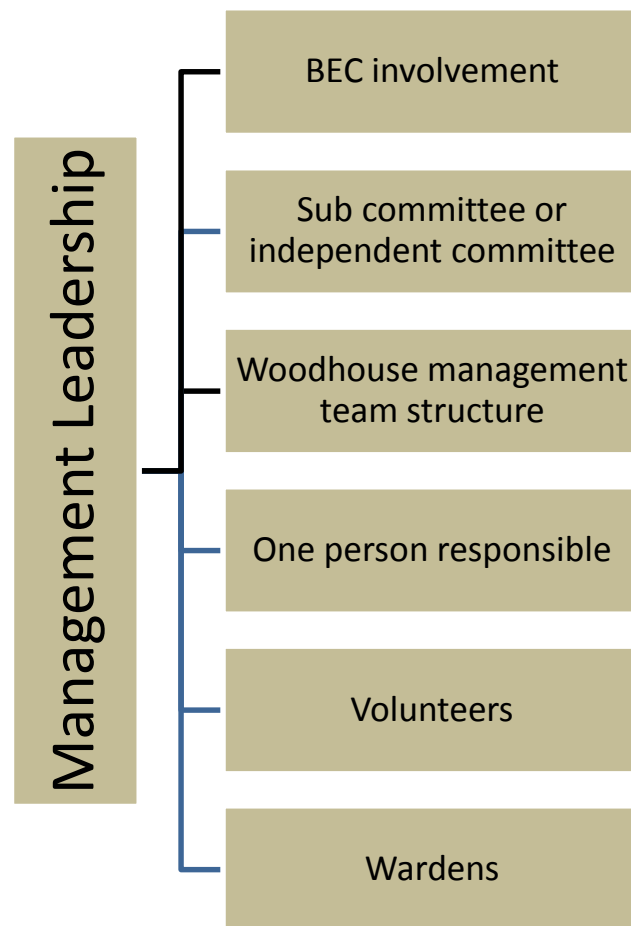 Management Leadership
BEC involvement
Sub committee or
independent committee
Woodhouse management
team structure
One person responsible
Volunteers
Wardens